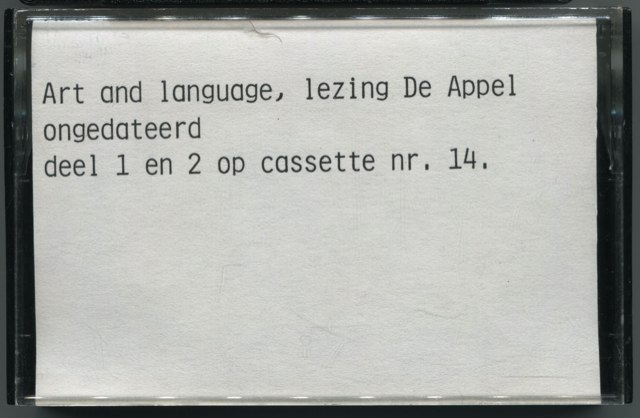 Art and language, lezing De Appel
ongedateerd
deel 1 en 2 op cassette nr. 14.